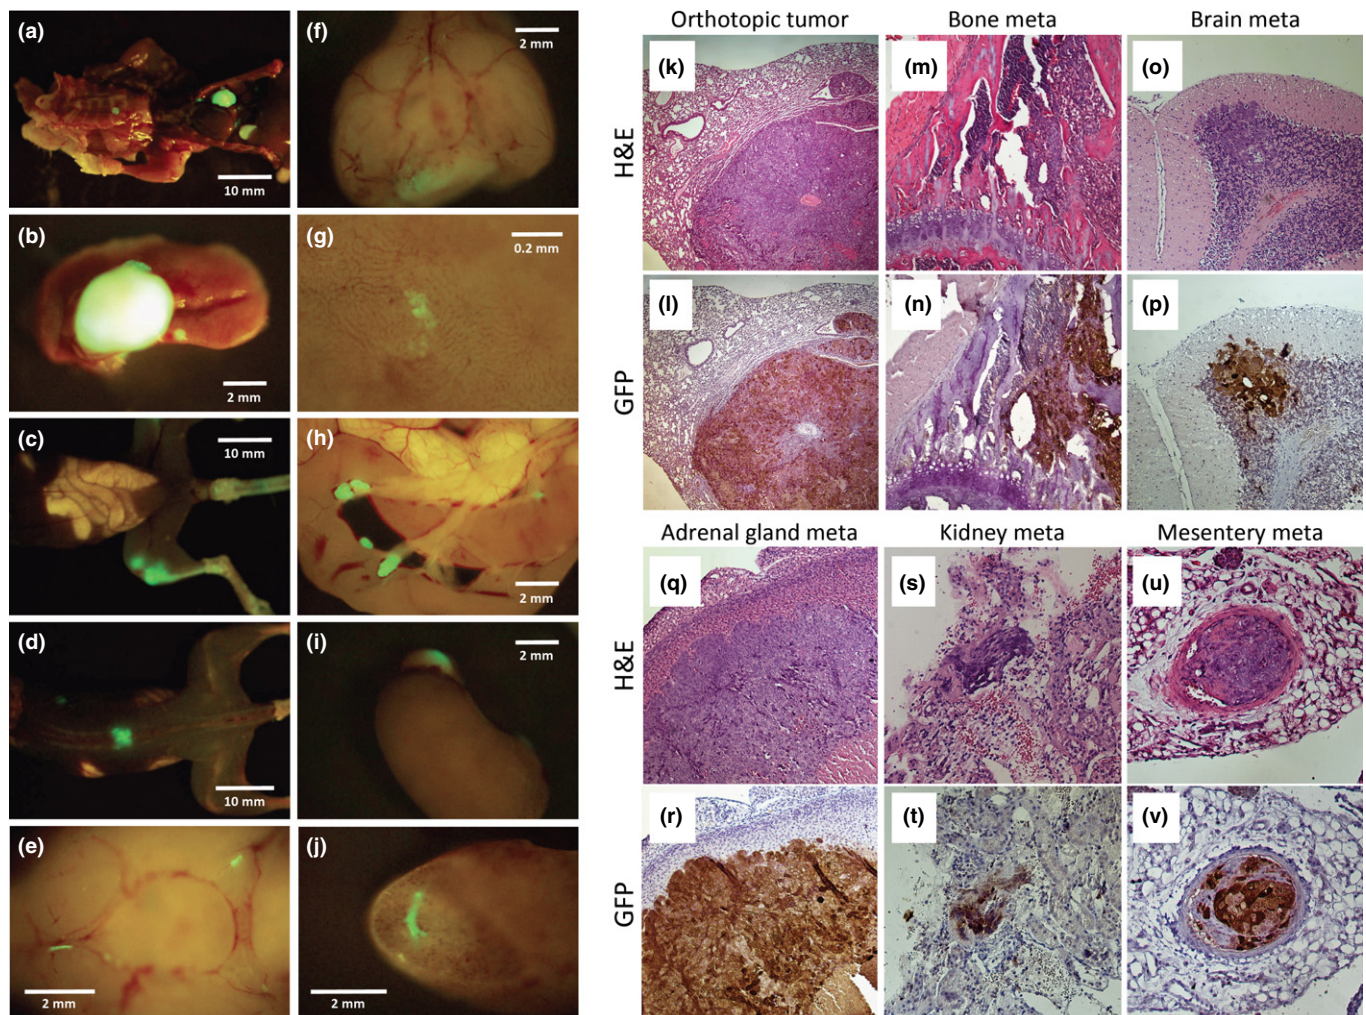 (a)
10 mm
(b)
2 mm
(c)
10 mm
(d)
10 mm
(e)
2 mm
(f)
2 mm
(g)
0.2 mm
(h)
2 mm
(i)
2 mm
(j)
2 mm
Orthotopic tumor
Bone meta
Brain meta
H&E
(k)
(m)
(o)
GFP
(l)
(n)
(p)
Adrenal gland meta
Kidney meta
Mesentery meta
H&E
(q)
(s)
(u)
GFP
(r)
(t)
(v)